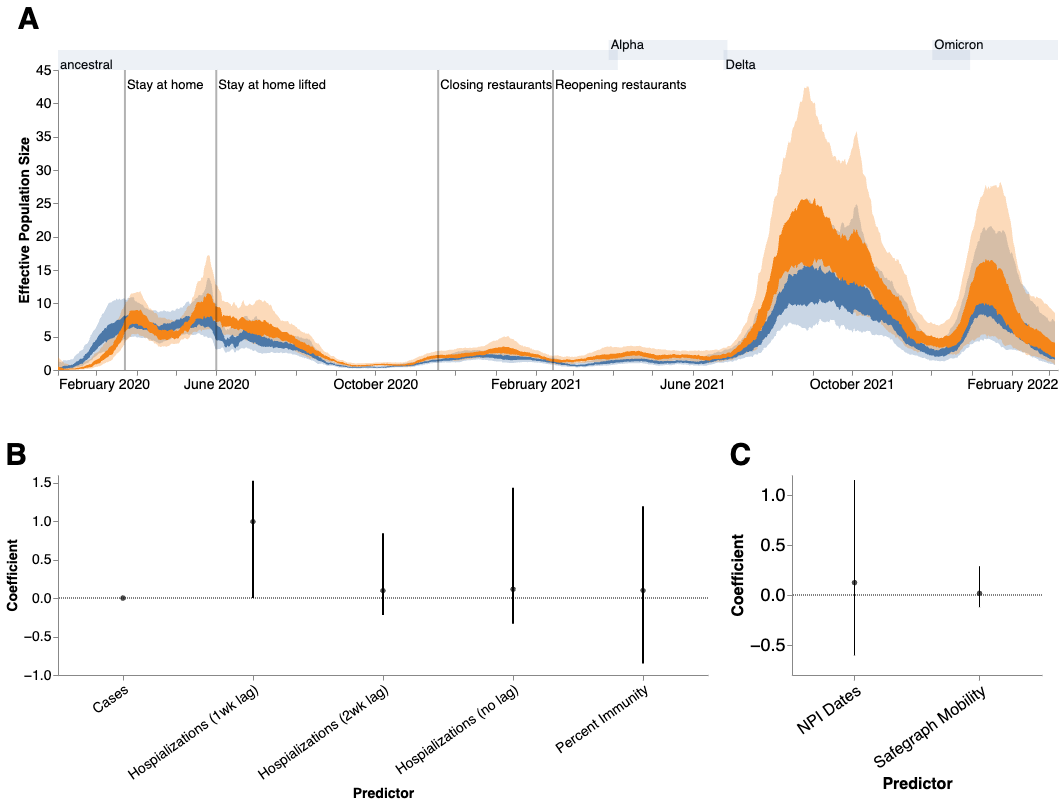 A
Alpha
Omicron
ancestral
Delta
Stay at home
Stay at home lifted
Closing restaurants
Reopening restaurants
Effective Population Size
45
40
35
30
25
20
15
10
5
0
February 2020
June 2020
October 2020
February 2021
June 2021
October 2021
February 2022
B
Coefficient
1.5
1.0
0.5
0.0
−0.5
−1.0
Cases
Hospializations (1wk lag)
Hospializations (2wk lag)
Hospializations (no lag)
Percent Immunity
Predictor
C
Coefficient
1.0
0.5
0.0
−0.5
NPI Dates
Safegraph Mobility
Predictor